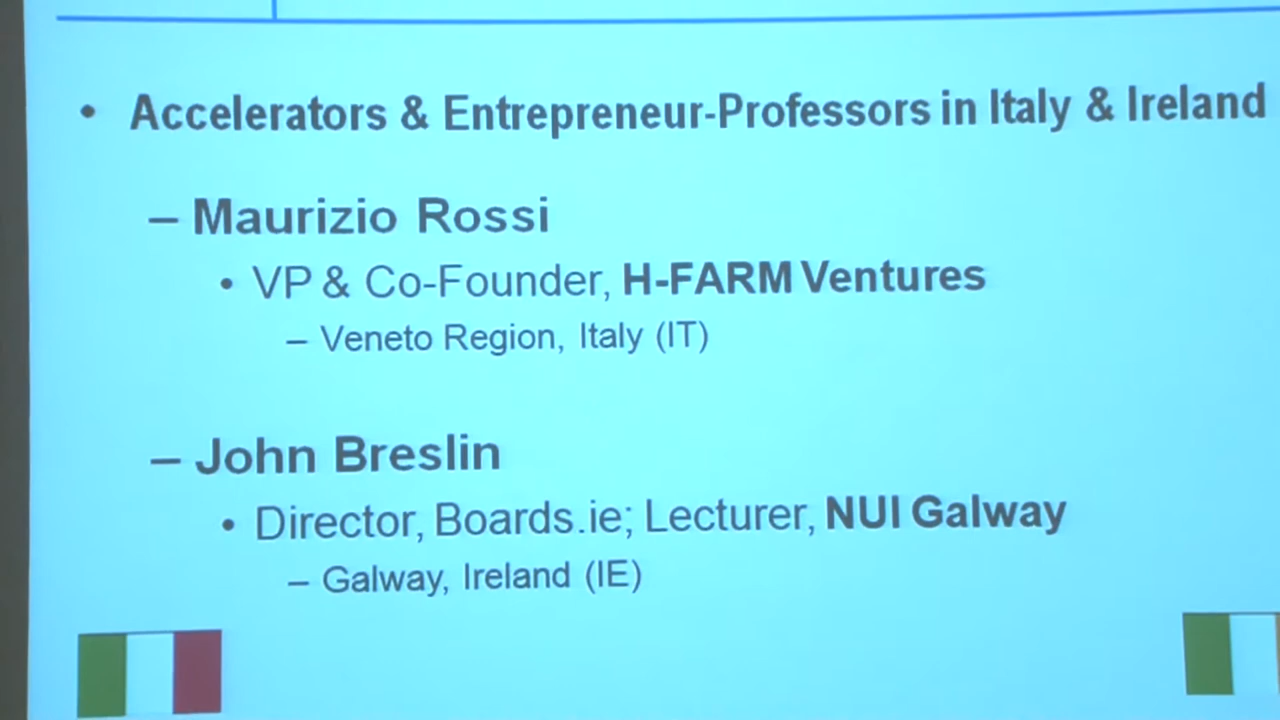 • Accelerators & Entrepreneur-Professors in Italy & Ireland
– Maurizio Rossi
• VP & Co-Founder, H-FARM Ventures
– Veneto Region, Italy (IT)
– John Breslin
• Director, Boards.ie; Lecturer, NUI Galway
– Galway, Ireland (IE)